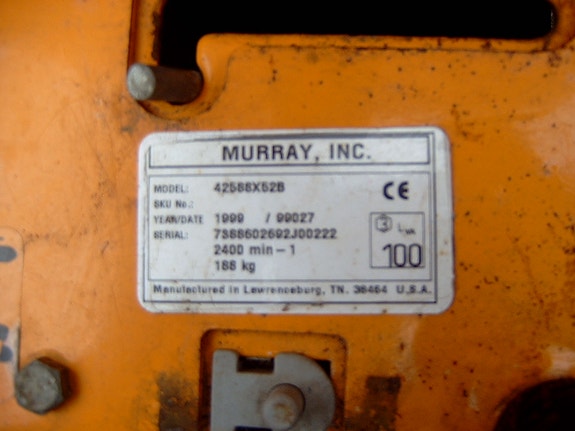 MURRAY, INC.
MODEL: 42588X52B
SKU No.:
YEAR/DATE 1999 / 99027
SERIAL: 7388602692J00222
2400 min-1
188 kg
CE
LWA
100
Manufactured in Lawrenceburg, TN. 38464 U.S.A.